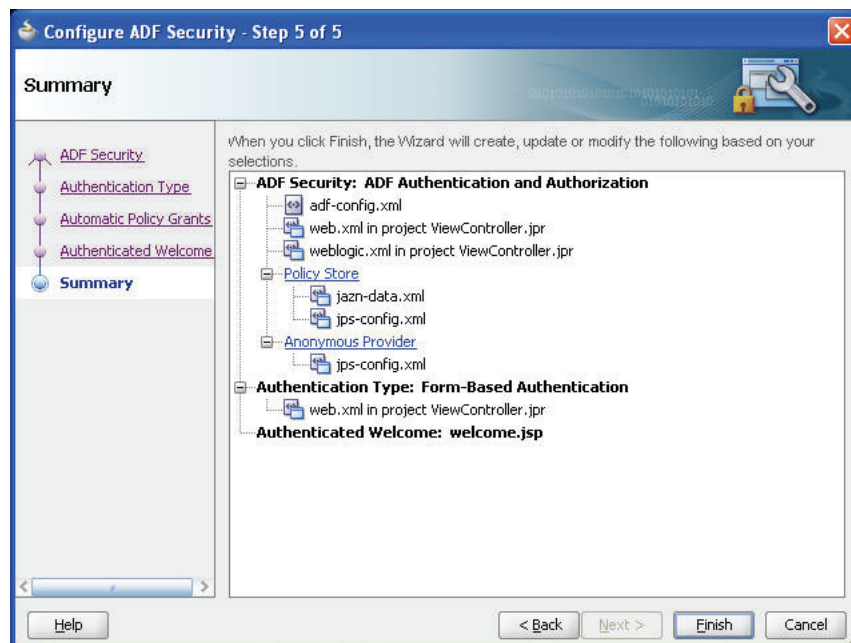 Configure ADF Security - Step 5 of 5
Summary
ADF Security
Authentication Type
Automatic Policy Grants
Authenticated Welcome
Summary
When you click Finish, the Wizard will create, update or modify the following based on your
selections.
ADF Security: ADF Authentication and Authorization
adf-config.xml
web.xml in project ViewController.jpr
weblogic.xml in project ViewController.jpr
Policy Store
jazn-data.xml
jps-config.xml
Anonymous Provider
jps-config.xml
Authentication Type: Form-Based Authentication
web.xml in project ViewController.jpr
Authenticated Welcome: welcome.jsp
Help
< Back
Next >
Finish
Cancel